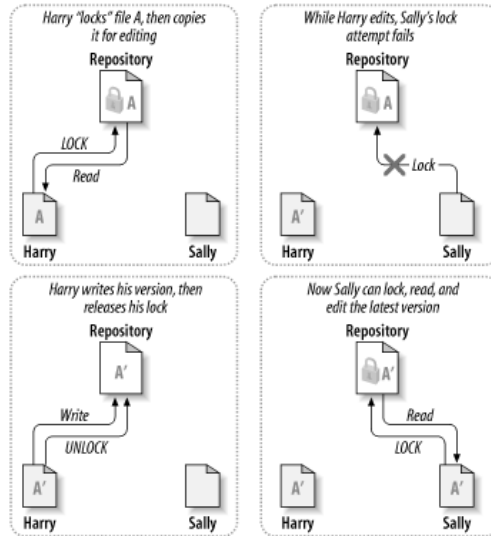 Harry "locks" file A, then copies
it for editing
Repository
A
LOCK
Read
A
Harry
Sally
While Harry edits, Sally's lock
attempt fails
Repository
A
Lock
A'
Harry
Sally
Harry writes his version, then
releases his lock
Repository
A'
Write
UNLOCK
A'
Harry
Sally
Now Sally can lock, read, and
edit the latest version
Repository
A'
Read
LOCK
A'
A'
Harry
Sally